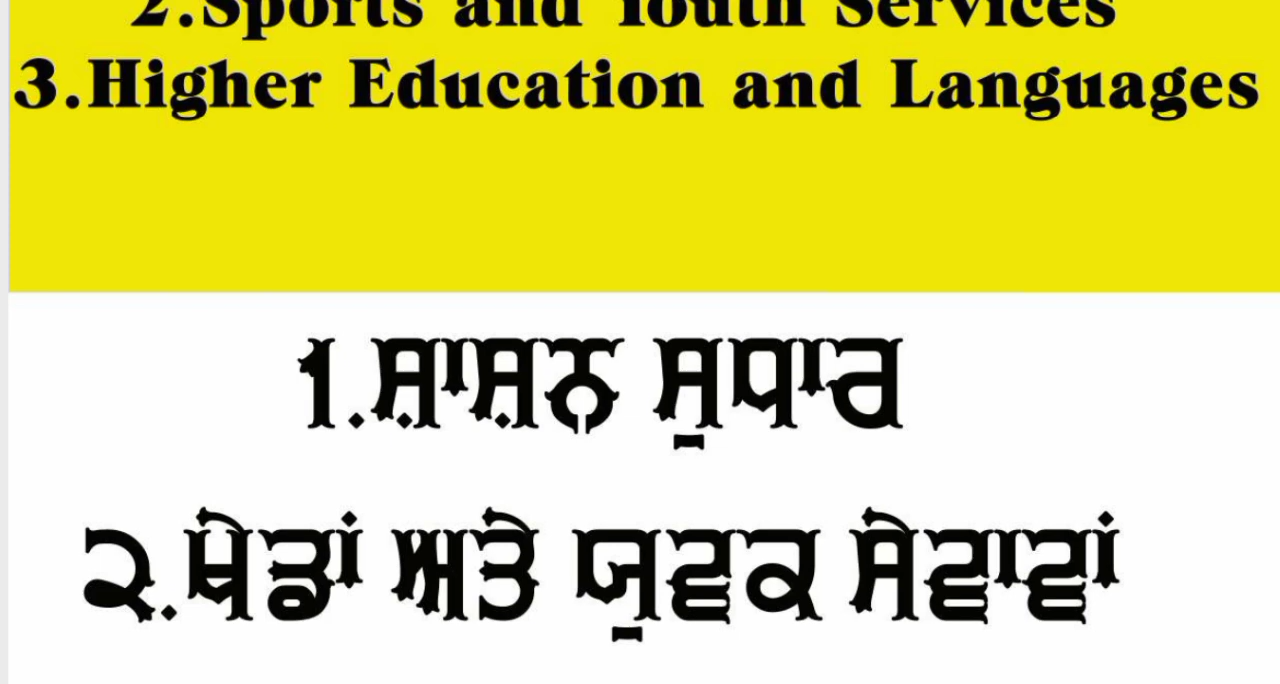 2.Sports and Youth Services
3.Higher Education and Languages
1.ਸ਼ਾਸ਼ਨ ਸੁਧਾਰ
੨.ਖੇਡਾਂ ਅਤੇ ਯੁਵਕ ਸੇਵਾਵਾਂ